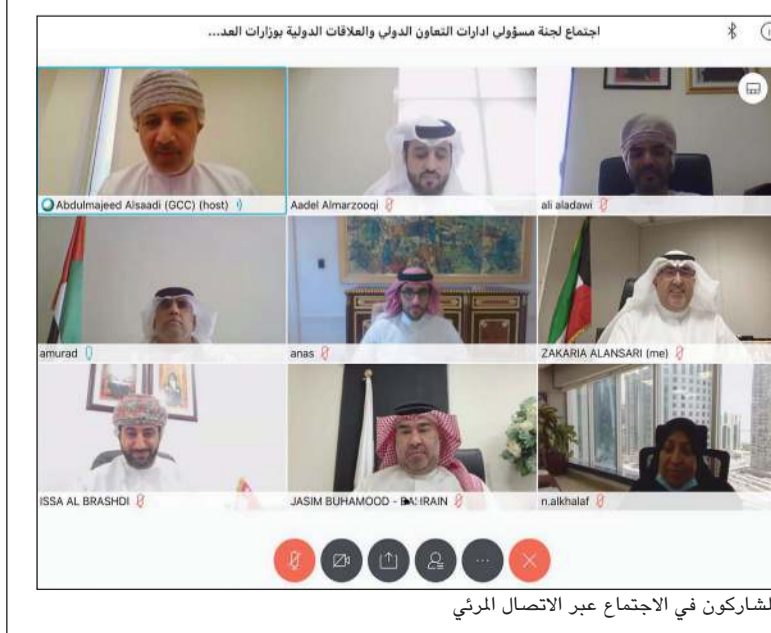 اجتماع لجنة مسؤولي ادارات التعاون الدولي والعلاقات الدولية بوزارات العد...
Abdulmajeed Alsaadi (GCC) (host)
Aadel Almarzooqi
ali aladawi
amurad
anas
ZAKARIA ALANSARI (me)
ISSA AL BRASHDI
JASIM BUHAMOOD - BAHRAIN
n.alkhalaf
لشاركون في الاجتماع عبر الاتصال المرئي